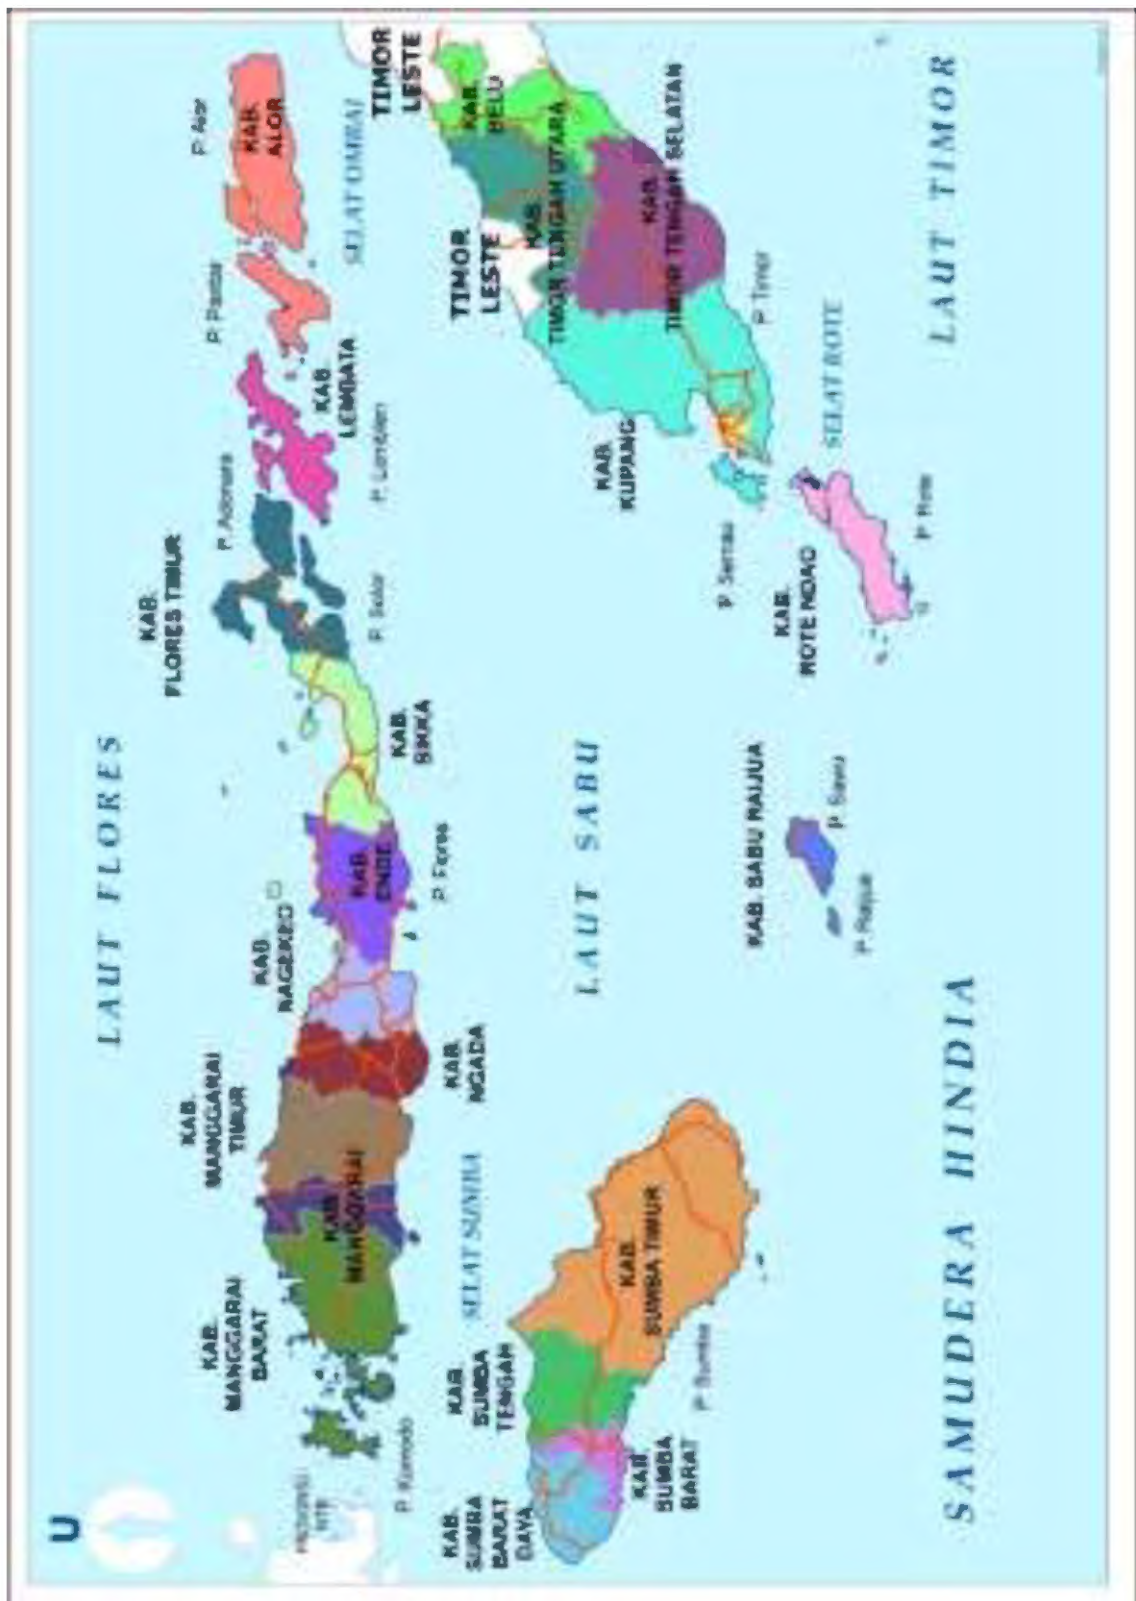 U
LAUT FLORES
KAB.
FLORES TIMUR
P. Adonara
P. Pantar
P. Alor
KAB.
ALOR
KAB.
MANGGARAI
BARAT
KAB.
MANGGARAI
TIMUR
KAB.
NAGEKEO
PROVINSI
NTB
KAB.
MANGGARAI
KAB.
ENDE
P. Solor
KAB.
LEMBATA
P. Lomblen
SELAT OMBAI
TIMOR
LESTE
P. Komodo
KAB.
NGADA
P. Flores
KAB.
SIKKA
KAB.
BELU
SELAT SUMBA
TIMOR
LESTE
KAB.
TIMOR TENGAH UTARA
KAB.
SUMBA
BARAT
DAYA
KAB.
SUMBA
TENGAH
LAUT SABU
KAB.
KUPANG
KAB.
TIMOR TENGAH SELATAN
KAB.
SUMBA TIMUR
KAB.
SUMBA
BARAT
P. Sumba
P. Semau
P. Timor
KAB. SABU RAIJUA
KAB.
ROTE NDAO
SELAT ROTE
P. Sawu
P. Raijua
P. Rote
SAMUDERA HINDIA
LAUT TIMOR